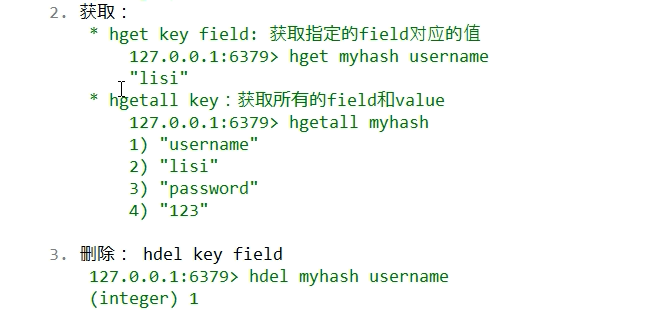 2. 获取：
* hget key field: 获取指定的field对应的值
127.0.0.1:6379> hget myhash username
"lisi"
* hgetall key：获取所有的field和value
127.0.0.1:6379> hgetall myhash
1) "username"
2) "lisi"
3) "password"
4) "123"
3. 删除： hdel key field
127.0.0.1:6379> hdel myhash username
(integer) 1